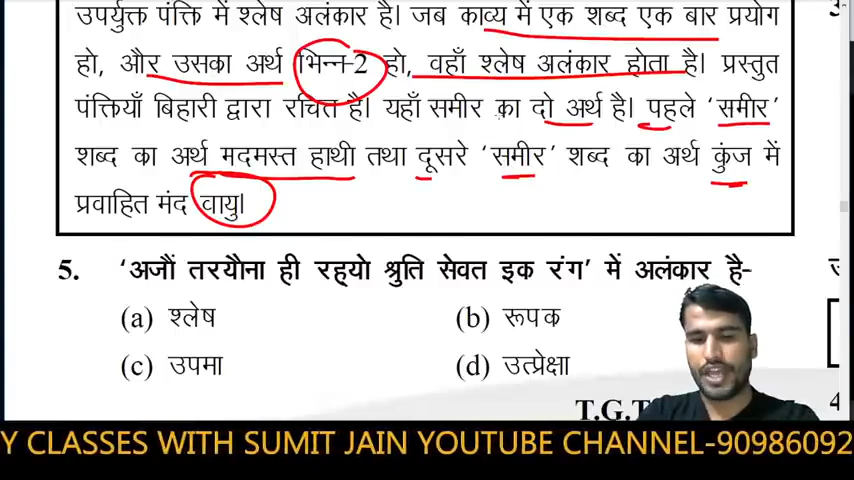 उपर्युक्त पंक्ति में श्लेष अलंकार है। जब काव्य में एक शब्द एक बार प्रयोग
हो, और उसका अर्थ भिन्न-2 हो, वहाँ श्लेष अलंकार होता है। प्रस्तुत
पंक्तियाँ बिहारी द्वारा रचित है। यहाँ समीर का दो अर्थ है। पहले 'समीर'
शब्द का अर्थ मदमस्त हाथी तथा दूसरे 'समीर' शब्द का अर्थ कुंज में
प्रवाहित मंद वायु।
5. 'अजौं तरयौना ही रह्यो श्रुति सेवत इक रंग' में अलंकार है-
(a) श्लेष (b) रूपक
(c) उपमा (d) उत्प्रेक्षा
T.G.T
Y CLASSES WITH SUMIT JAIN YOUTUBE CHANNEL-90986092